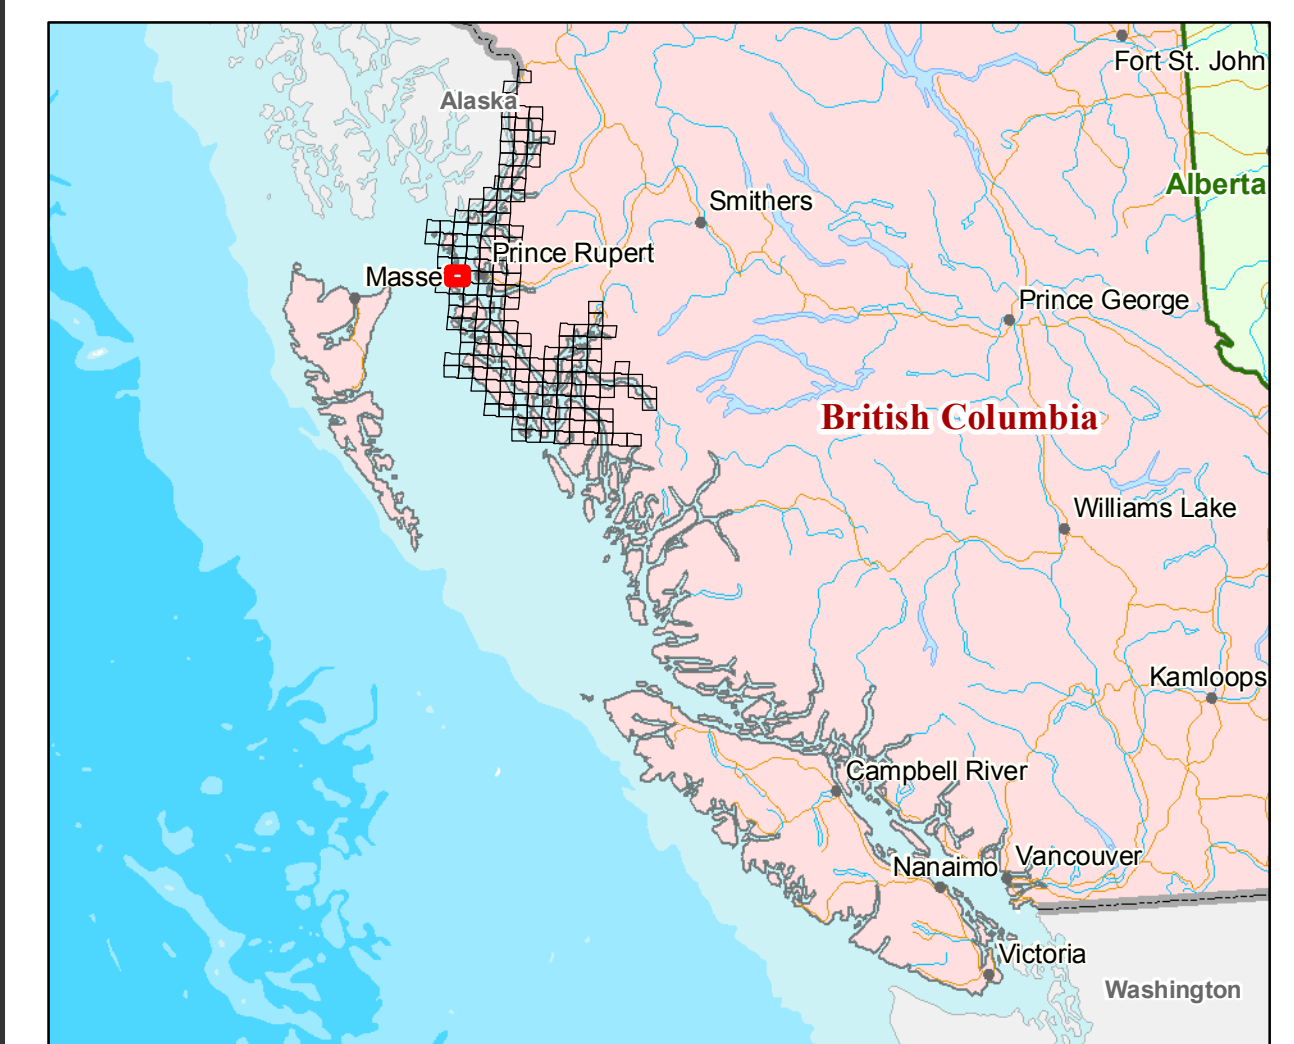 Fort St. John
Alaska
Alberta
Smithers
Prince Rupert
Masse
Prince George
British Columbia
Williams Lake
Kamloops
Campbell River
Vancouver
Nanaimo
Victoria
Washington